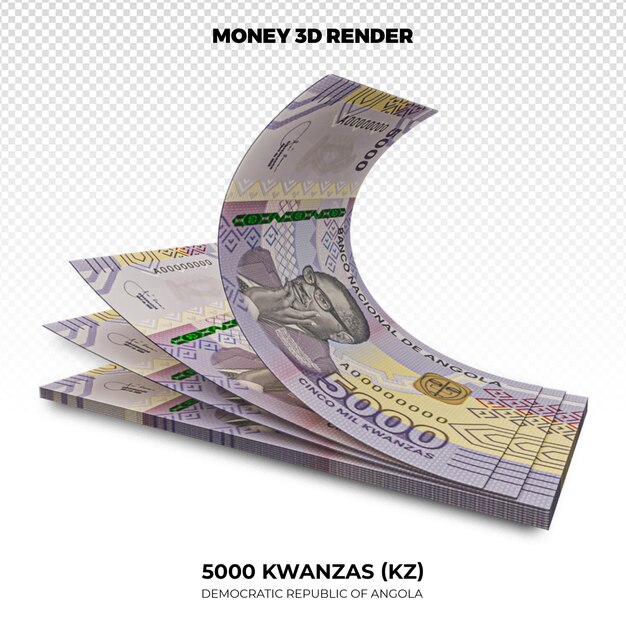 MONEY 3D RENDER
A00000000
5000
BANCO NACIONAL DE ANGOLA
A00000000
A00000000
5000
CINCO MIL KWANZAS
5000 KWANZAS (KZ)
DEMOCRATIC REPUBLIC OF ANGOLA